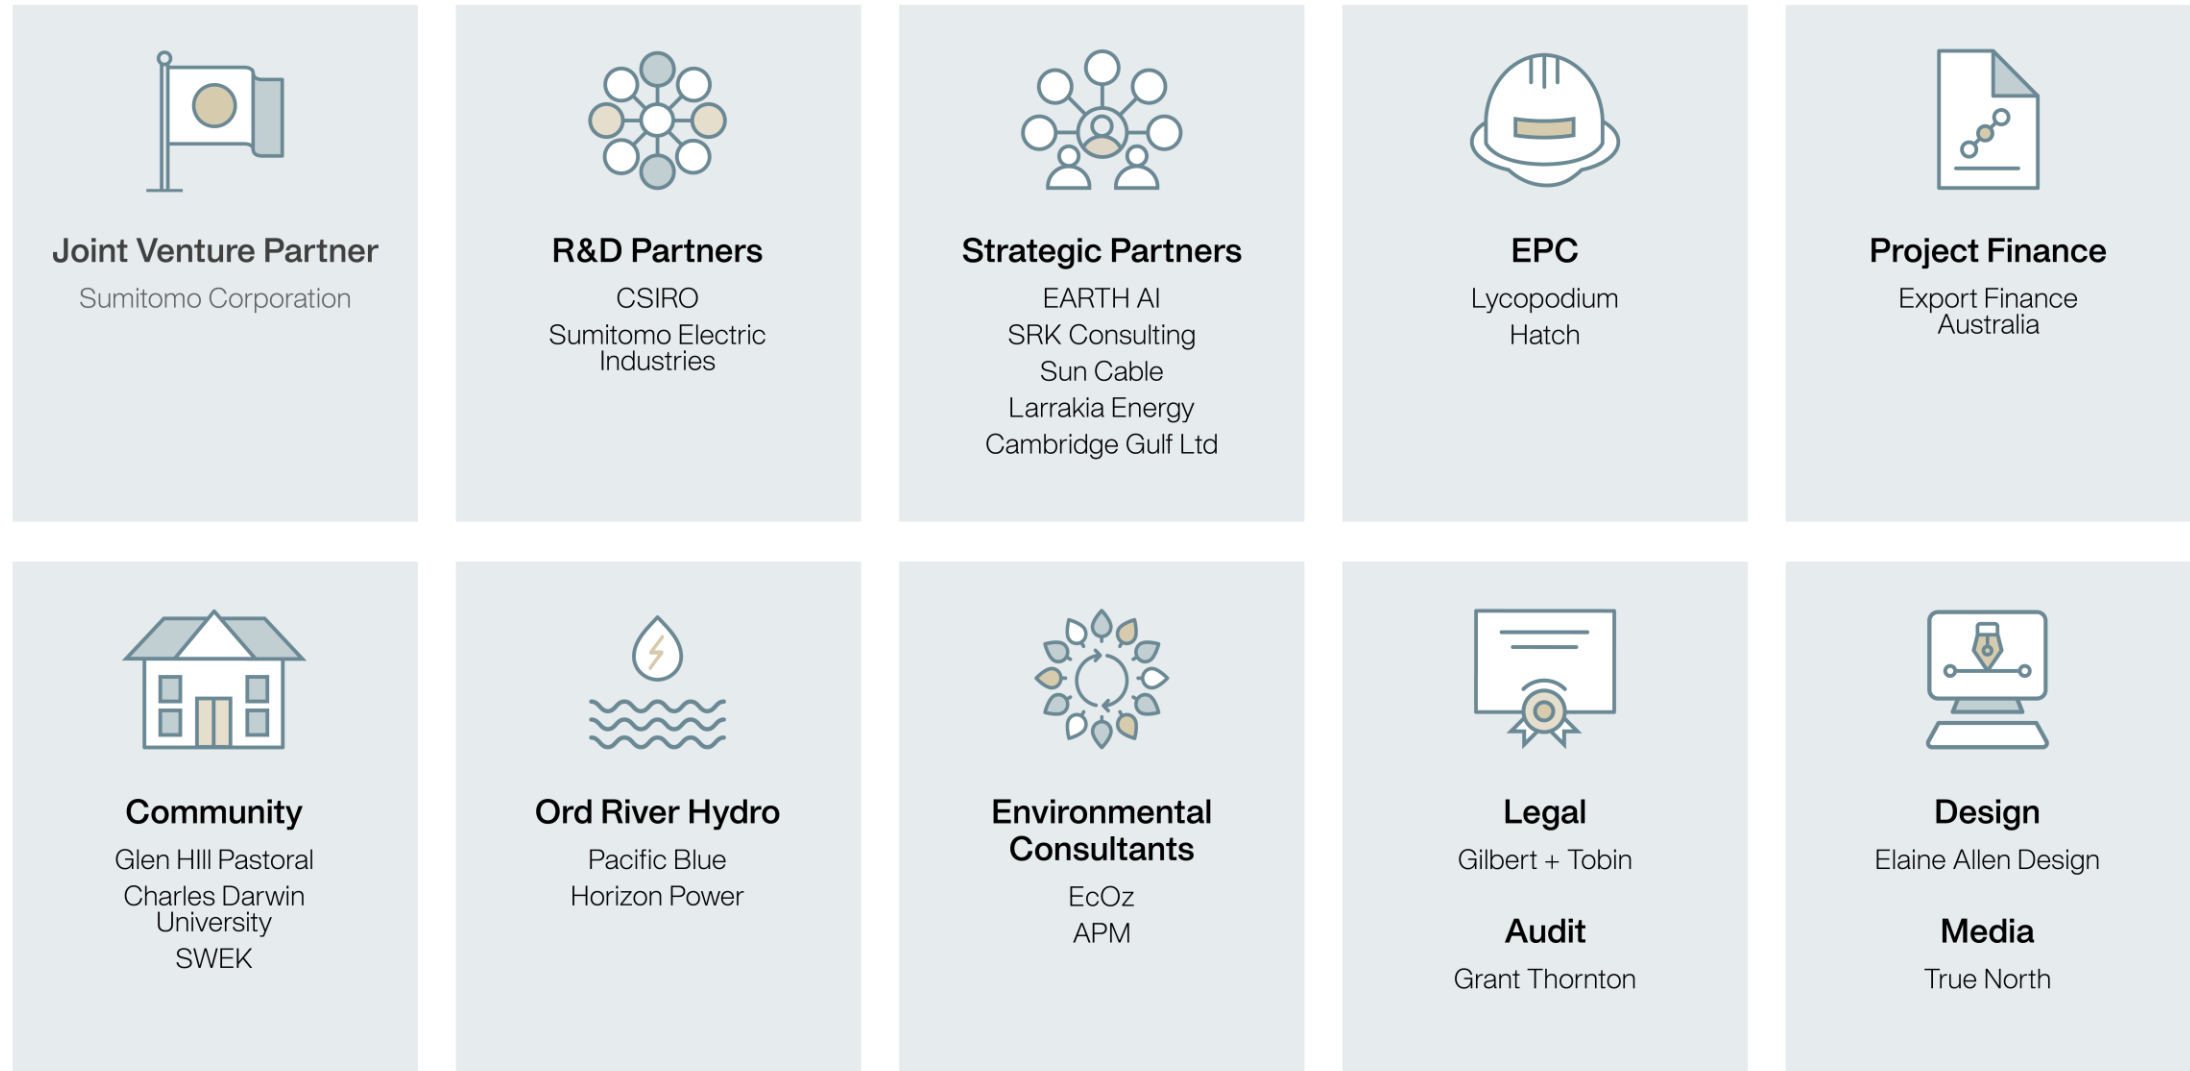 Joint Venture Partner
Sumitomo Corporation
R&D Partners
CSIRO
Sumitomo Electric
Industries
Strategic Partners
EARTH AI
SRK Consulting
Sun Cable
Larrakia Energy
Cambridge Gulf Ltd
EPC
Lycopodium
Hatch
Project Finance
Export Finance
Australia
Community
Glen HIll Pastoral
Charles Darwin
University
SWEK
Ord River Hydro
Pacific Blue
Horizon Power
Environmental
Consultants
EcOz
APM
Legal
Gilbert + Tobin
Audit
Grant Thornton
Design
Elaine Allen Design
Media
True North